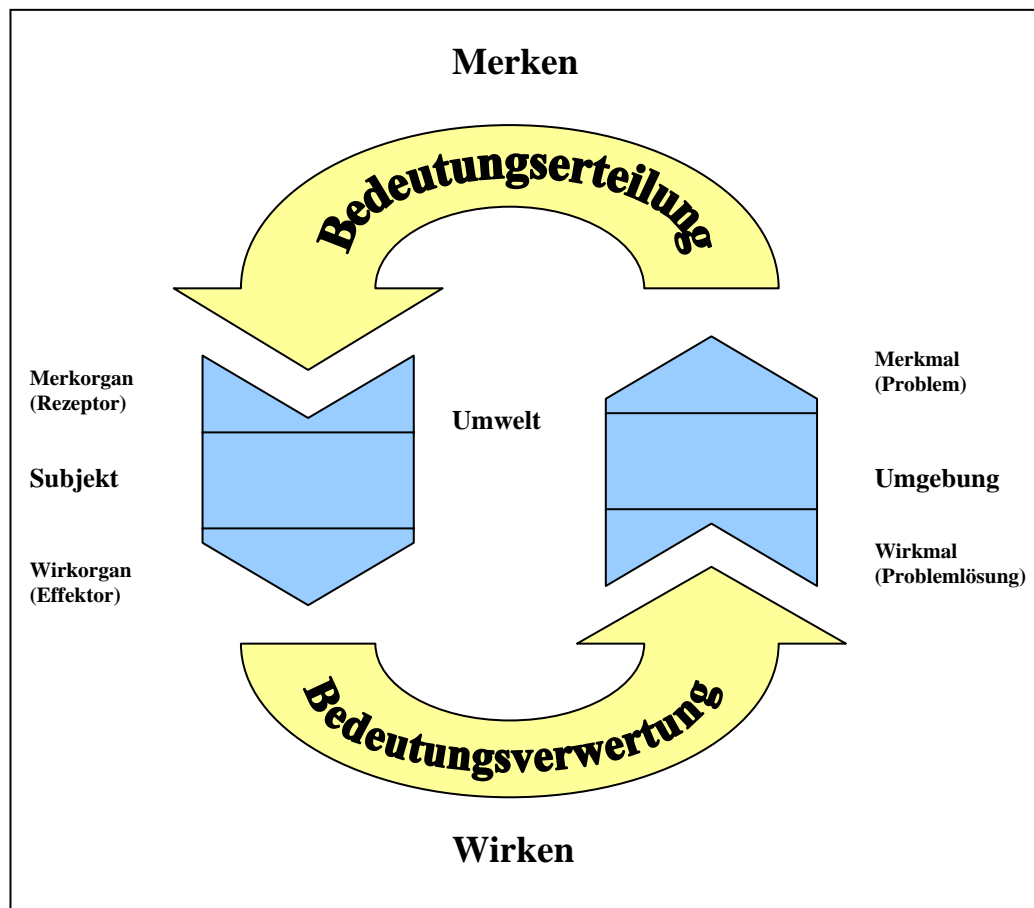 Merken
Bedeutungserteilung
Merkorgan
(Rezeptor)
Subjekt
Wirkorgan
(Effektor)
Umwelt
Merkmal
(Problem)
Umgebung
Wirkmal
(Problemlösung)
Bedeutungsverwertung
Wirken